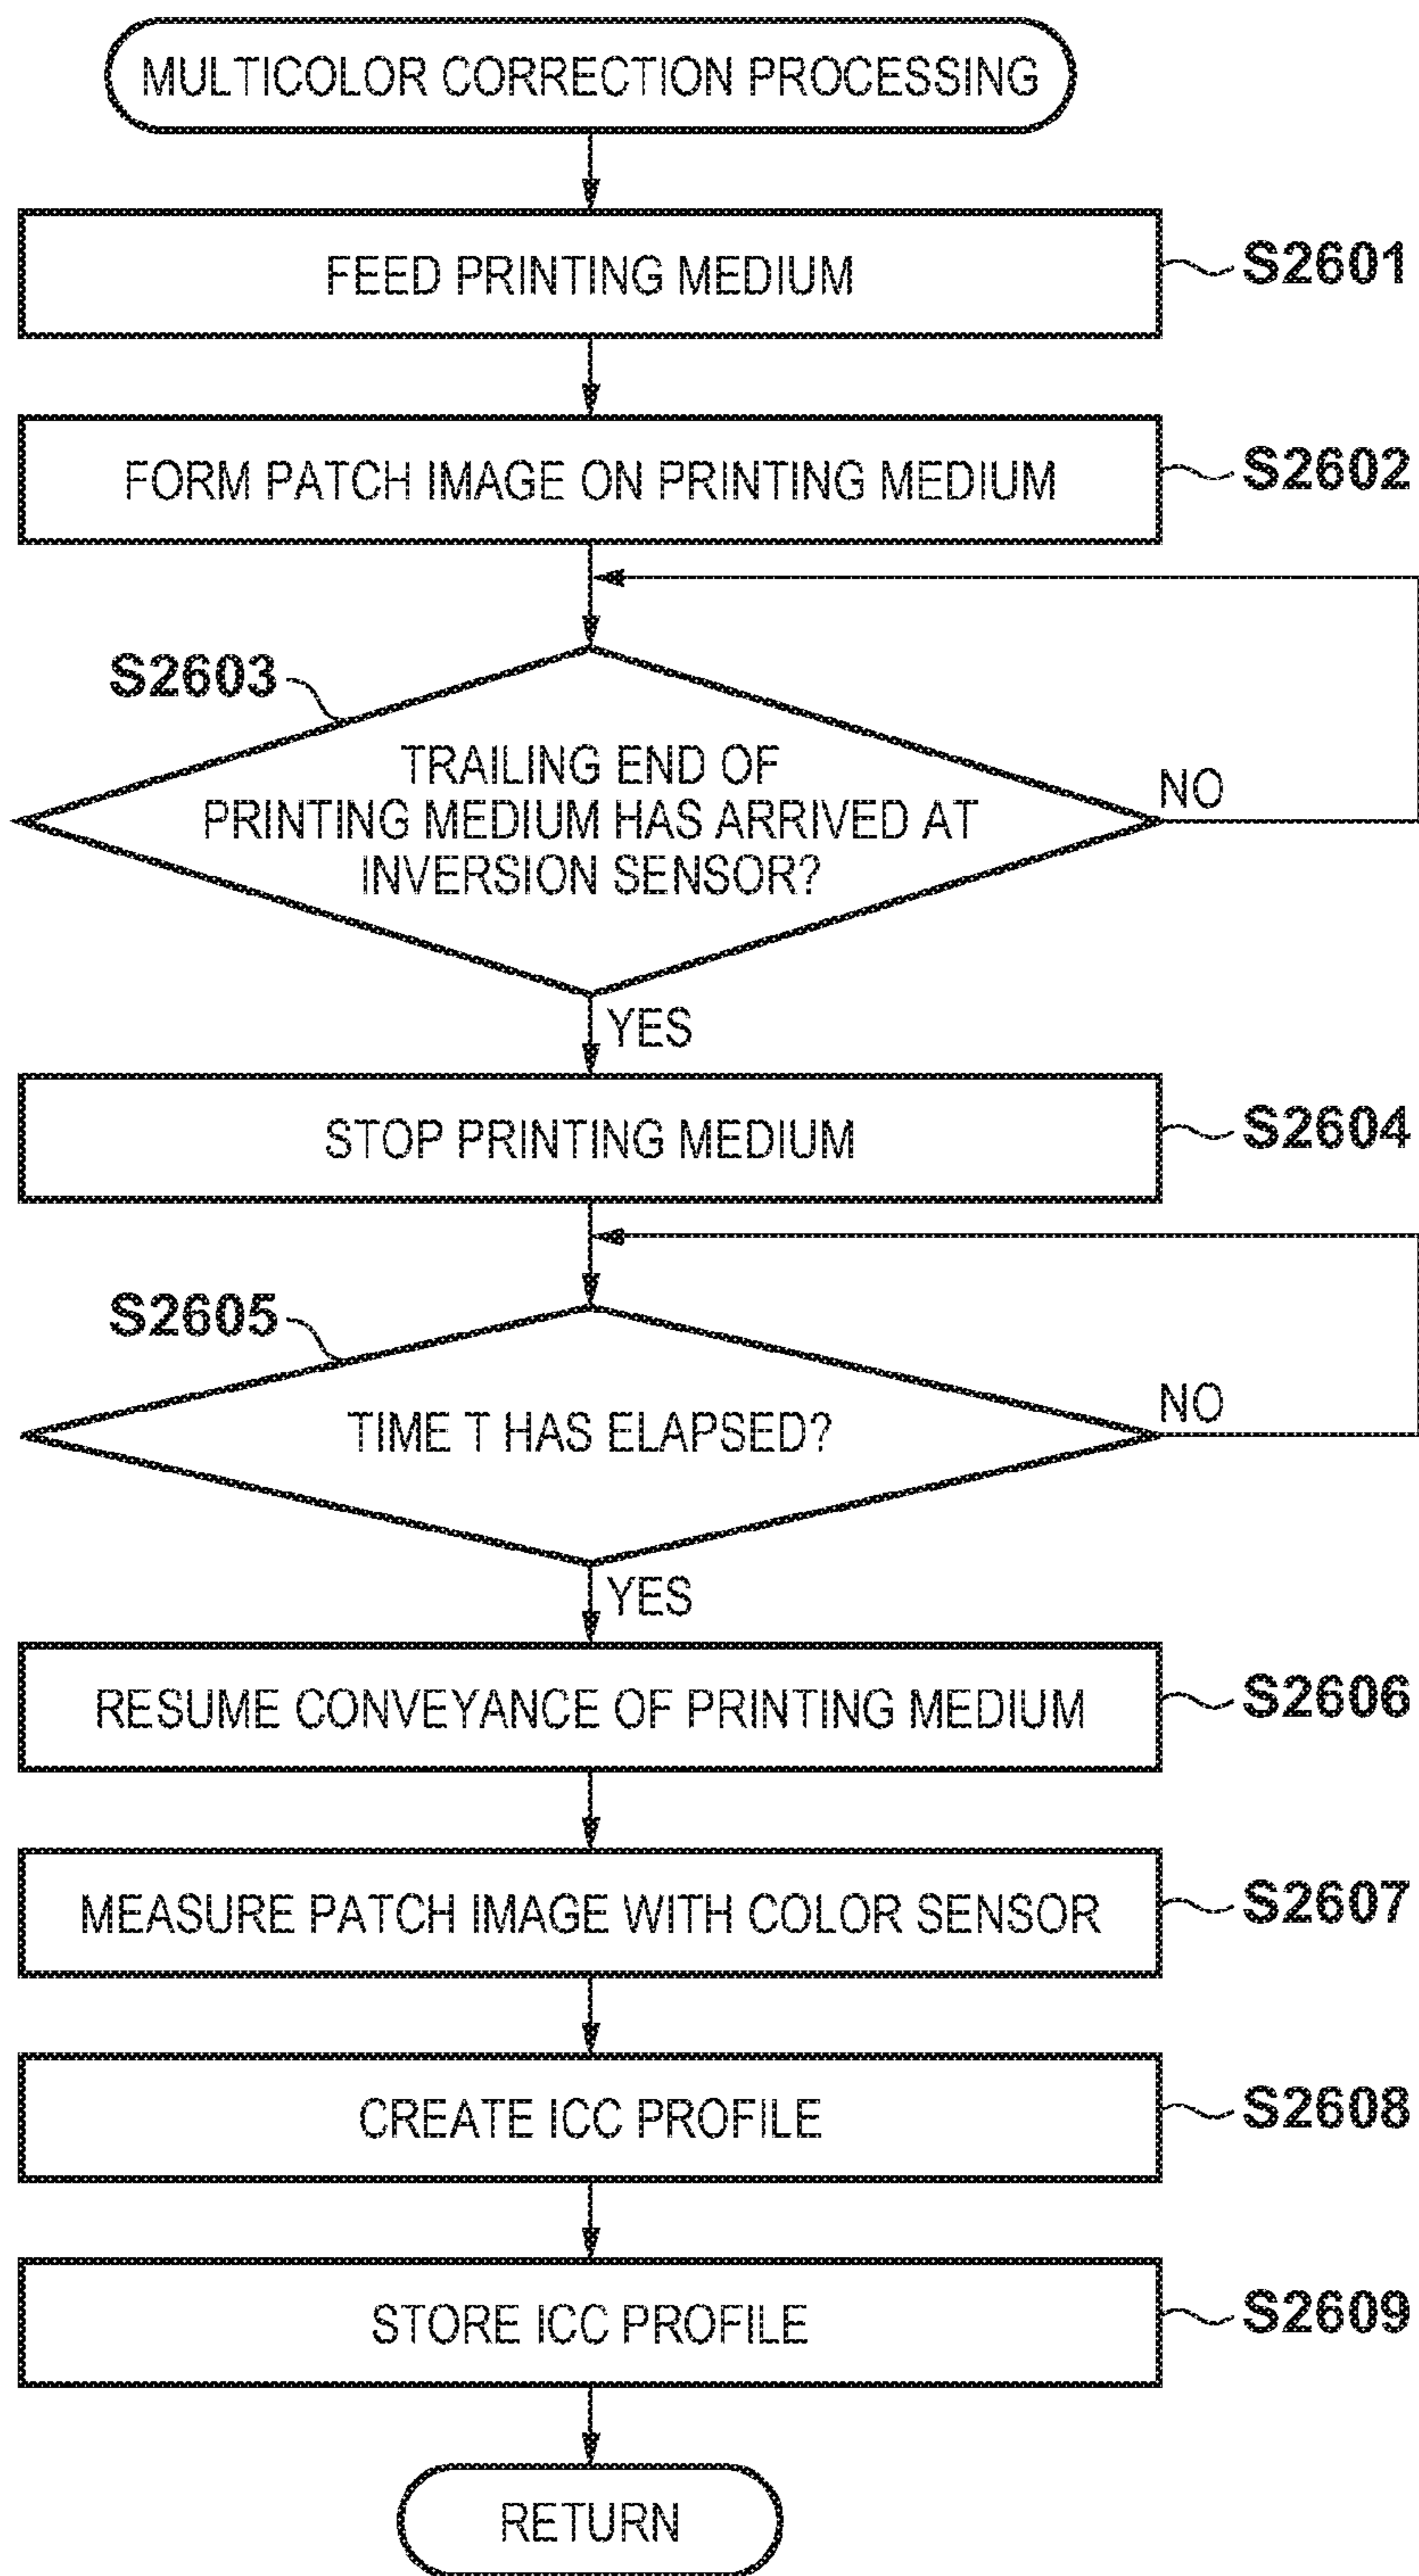 MULTICOLOR CORRECTION PROCESSING
FEED PRINTING MEDIUM
S2601
FORM PATCH IMAGE ON PRINTING MEDIUM
S2602
S2603
TRAILING END OF
PRINTING MEDIUM HAS ARRIVED AT
INVERSION SENSOR?
NO
YES
STOP PRINTING MEDIUM
S2604
S2605
TIME T HAS ELAPSED?
NO
YES
RESUME CONVEYANCE OF PRINTING MEDIUM
S2606
MEASURE PATCH IMAGE WITH COLOR SENSOR
S2607
CREATE ICC PROFILE
S2608
STORE ICC PROFILE
S2609
RETURN